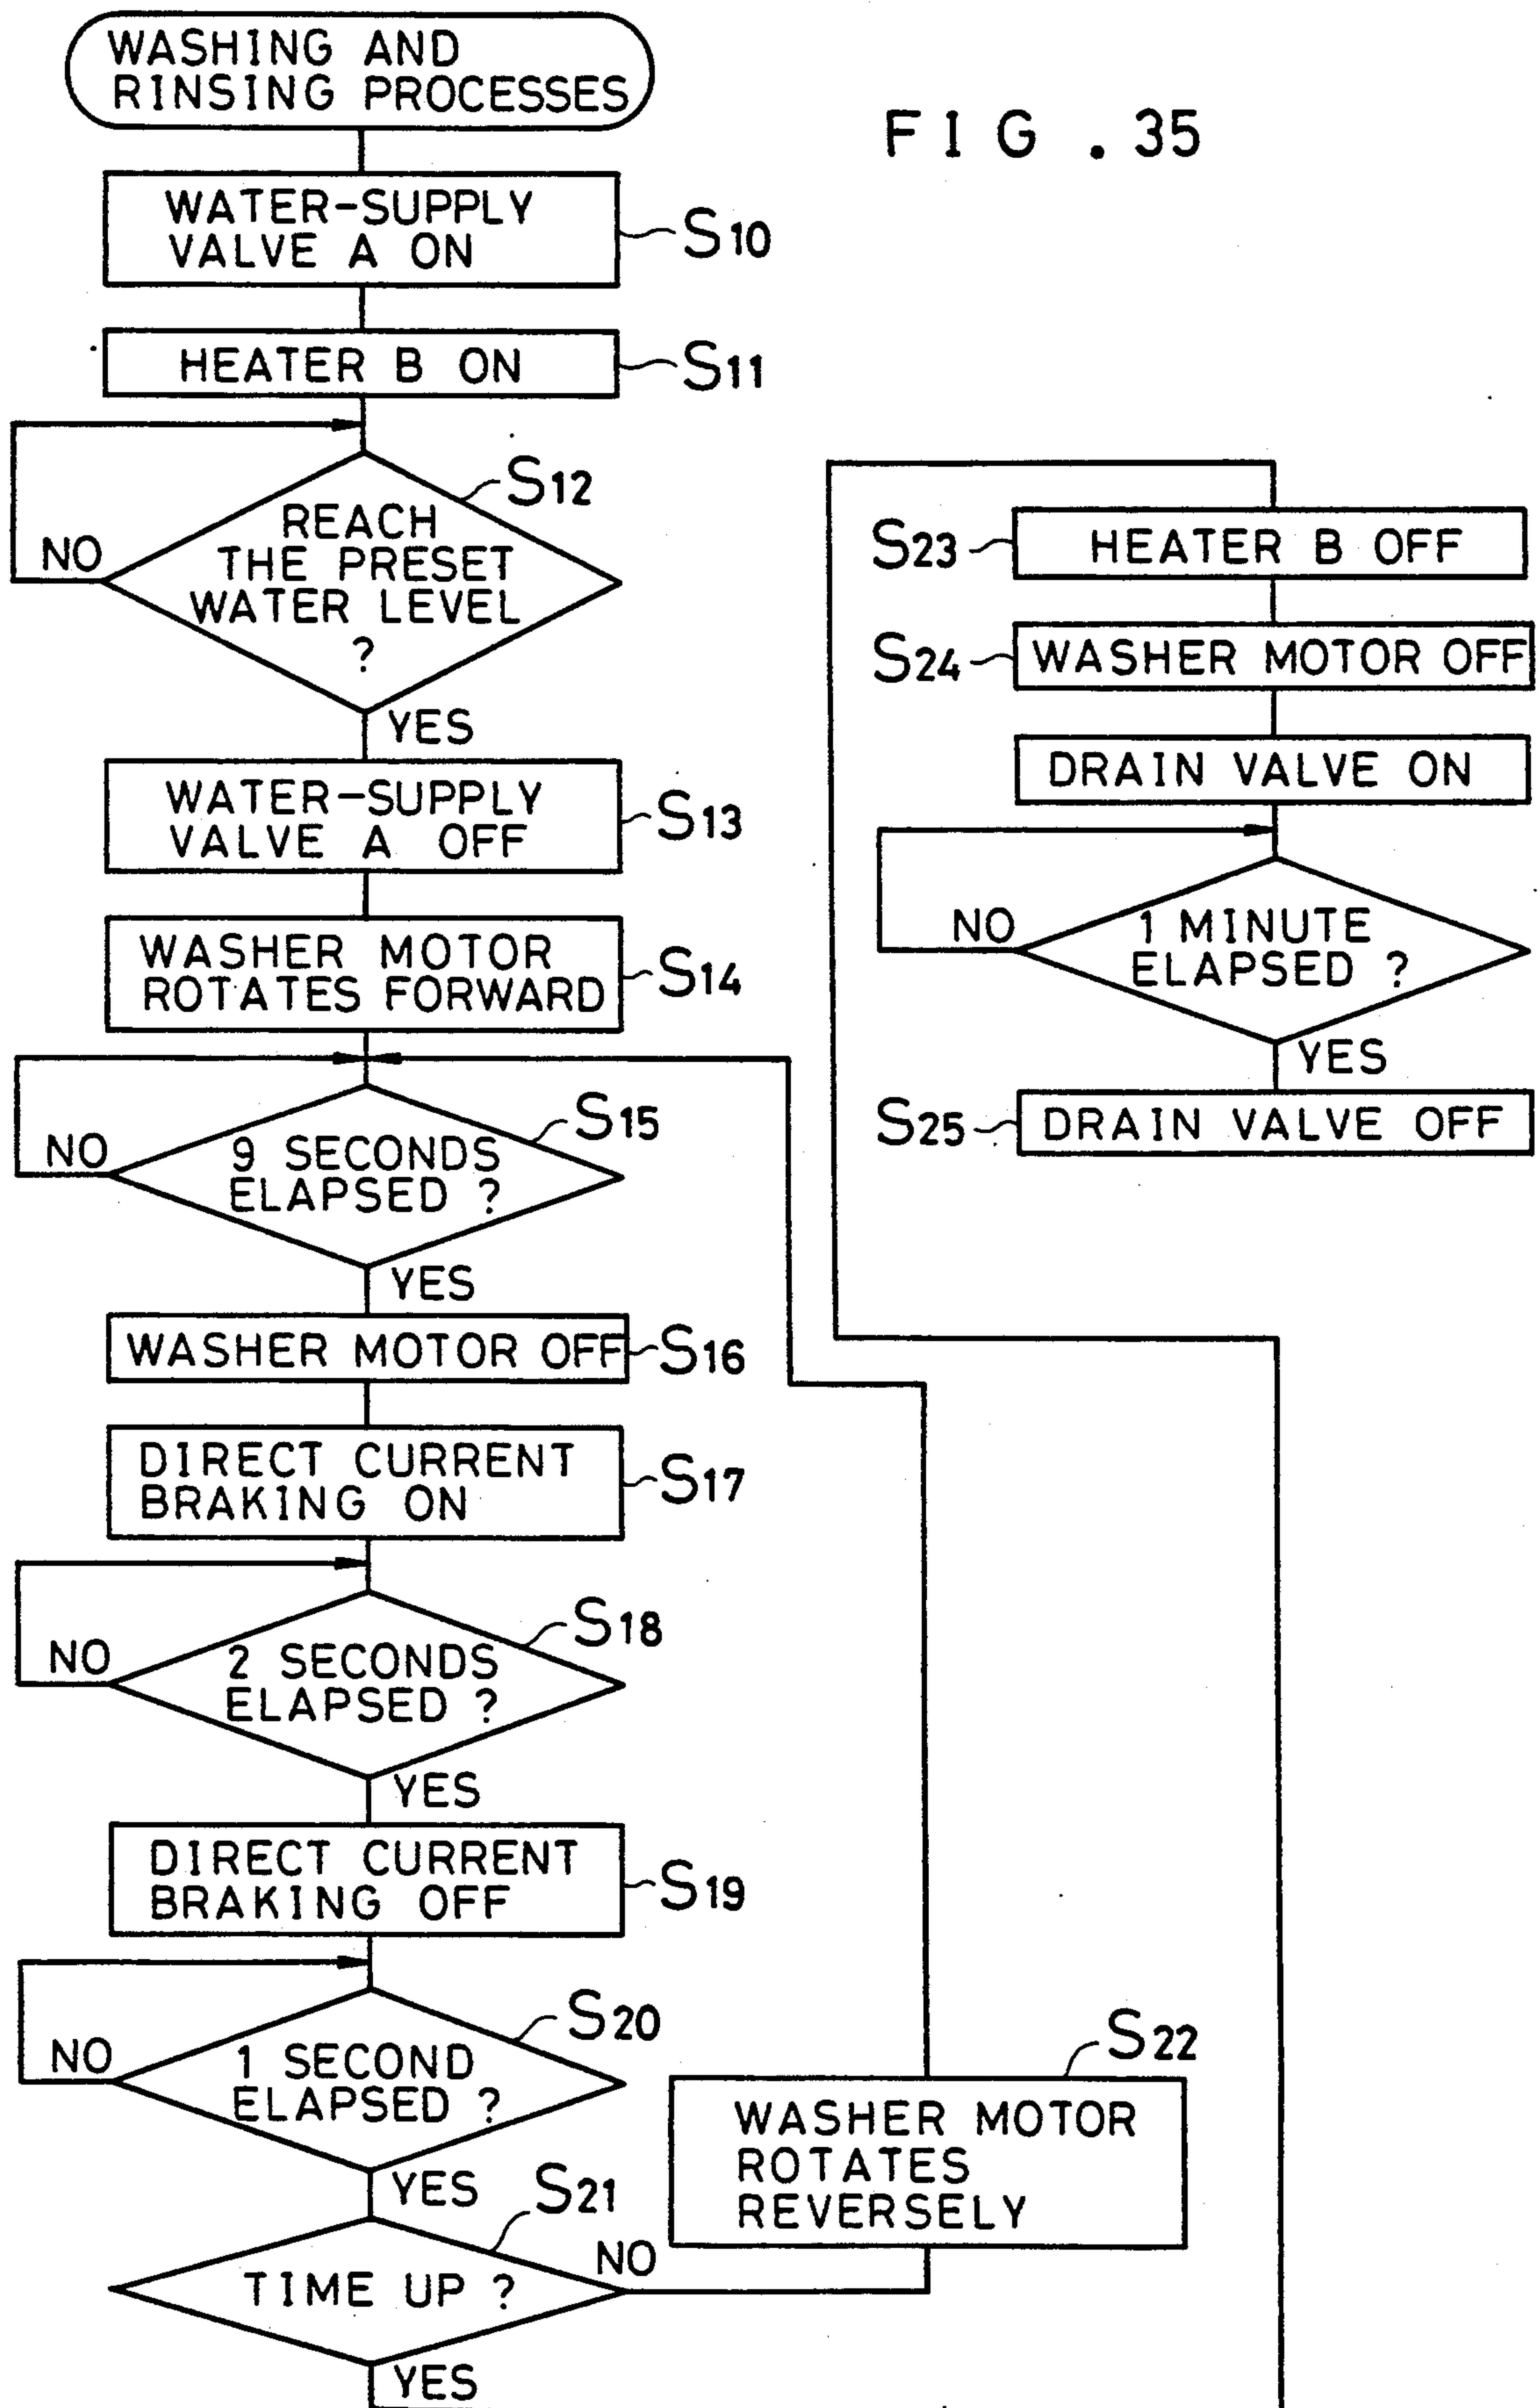 FIG. 35
WASHING AND
RINSING PROCESSES
WATER-SUPPLY
VALVE A ON
S10
HEATER B ON
S11
S12
REACH
THE PRESET
WATER LEVEL
?
NO
YES
WATER-SUPPLY
VALVE A OFF
S13
WASHER MOTOR
ROTATES FORWARD
S14
S15
9 SECONDS
ELAPSED ?
NO
YES
WASHER MOTOR OFF
S16
DIRECT CURRENT
BRAKING ON
S17
S18
2 SECONDS
ELAPSED ?
NO
YES
DIRECT CURRENT
BRAKING OFF
S19
S20
1 SECOND
ELAPSED ?
NO
YES
S21
TIME UP ?
NO
YES
S22
WASHER MOTOR
ROTATES
REVERSELY
S23
HEATER B OFF
S24
WASHER MOTOR OFF
DRAIN VALVE ON
1 MINUTE
ELAPSED ?
NO
YES
S25
DRAIN VALVE OFF